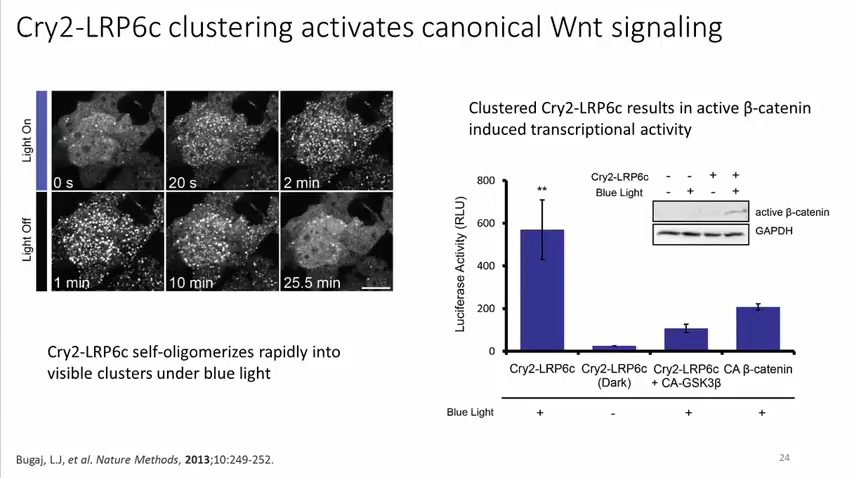 Cry2-LRP6c clustering activates canonical Wnt signaling
Light On
0 s
20 s
2 min
Light Off
1 min
10 min
25.5 min
Cry2-LRP6c self-oligomerizes rapidly into
visible clusters under blue light
Clustered Cry2-LRP6c results in active β-catenin
induced transcriptional activity
Cry2-LRP6c - - + +
Blue Light - + - +
active β-catenin
GAPDH
Luciferase Activity (RLU)
800
600
400
200
0
**
Cry2-LRP6c Cry2-LRP6c Cry2-LRP6c CA β-catenin
(Dark) + CA-GSK3β
Blue Light + - + +
Bugaj, L.J, et al. Nature Methods, 2013;10:249-252.
24